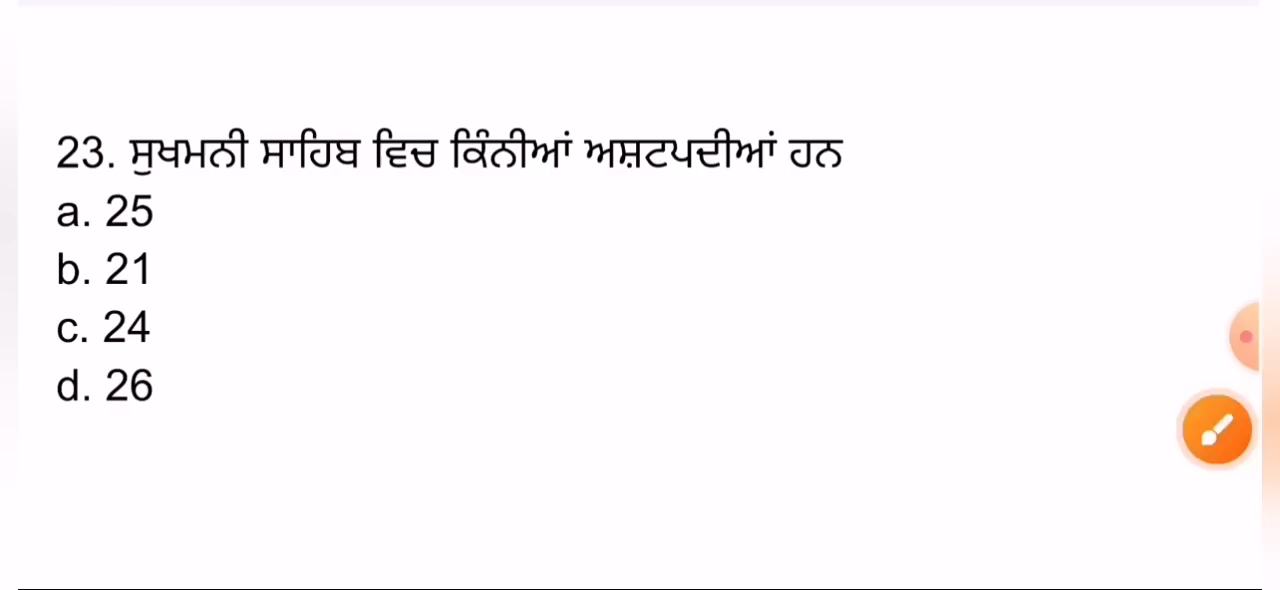 23. ਸੁਖਮਨੀ ਸਾਹਿਬ ਵਿਚ ਕਿੰਨੀਆਂ ਅਸ਼ਟਪਦੀਆਂ ਹਨ
a. 25
b. 21
c. 24
d. 26